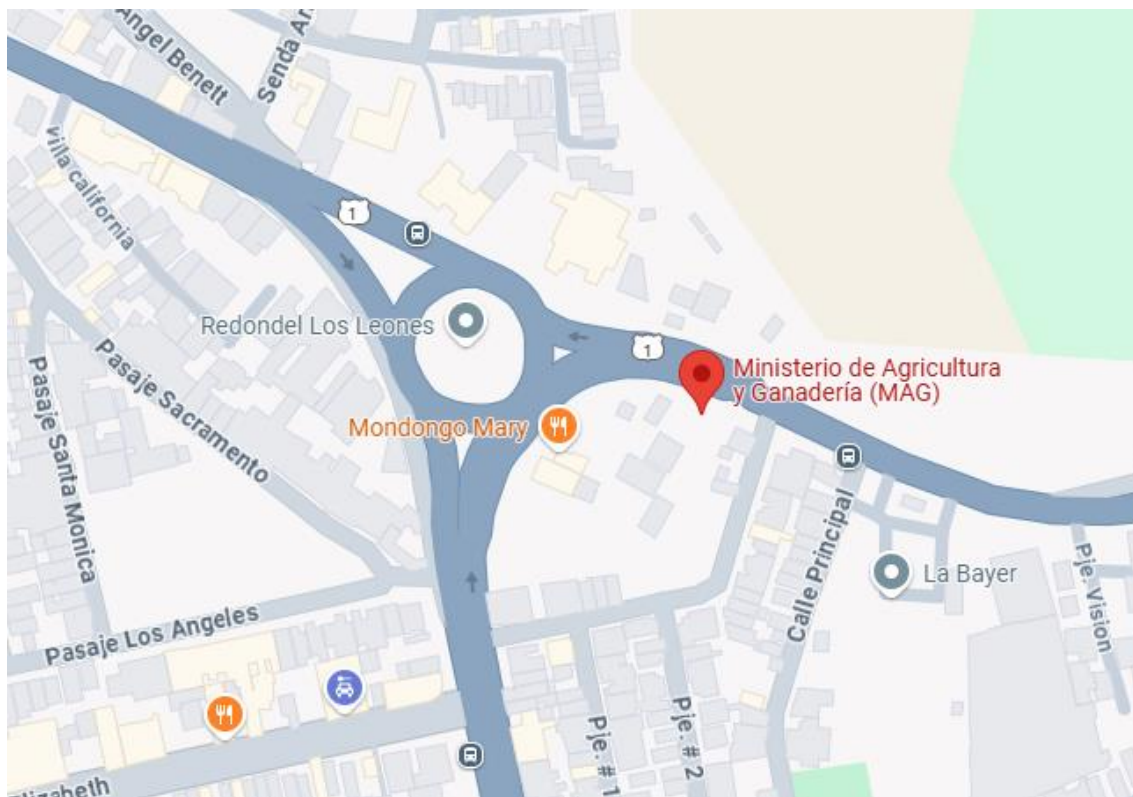 Angel Benett
Senda An
villa california
1
Redondel Los Leones
1
Ministerio de Agricultura
y Ganadería (MAG)
Mondongo Mary
Pasaje Sacramento
Pasaje Santa Monica
Calle Principal
La Bayer
Pje. Vision
Pasaje Los Angeles
Pje. # 1
Pje. # 2
lizabeth